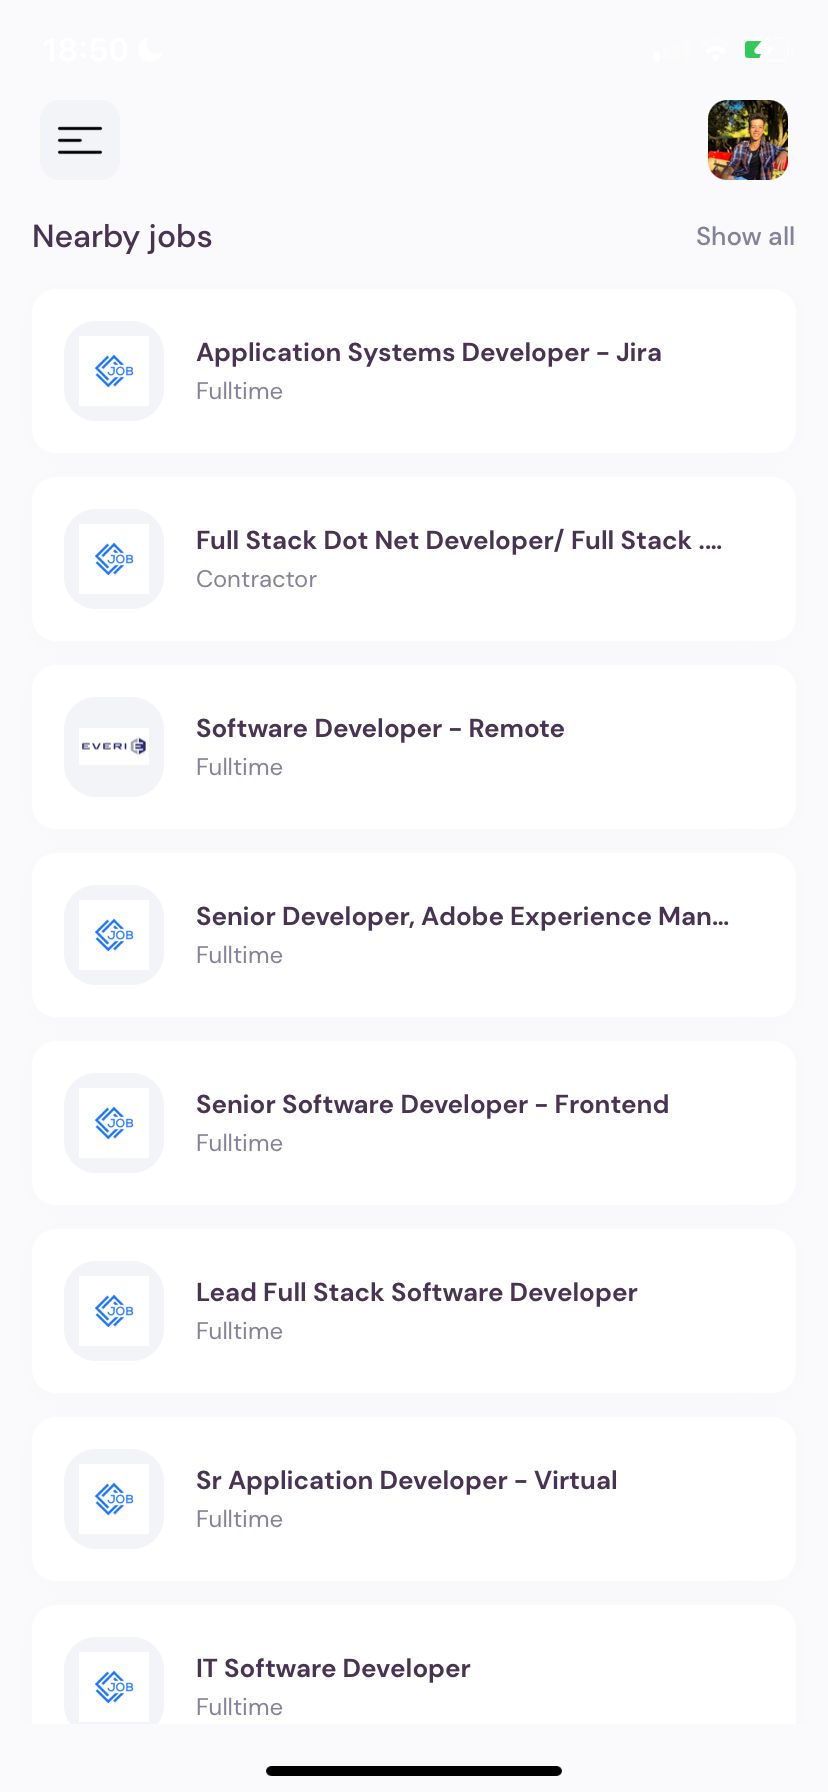 18:50
Nearby jobs
Show all
JOB
Application Systems Developer - Jira
Fulltime
JOB
Full Stack Dot Net Developer/ Full Stack ....
Contractor
EVERI
Software Developer - Remote
Fulltime
JOB
Senior Developer, Adobe Experience Man...
Fulltime
JOB
Senior Software Developer - Frontend
Fulltime
JOB
Lead Full Stack Software Developer
Fulltime
JOB
Sr Application Developer - Virtual
Fulltime
JOB
IT Software Developer
Fulltime